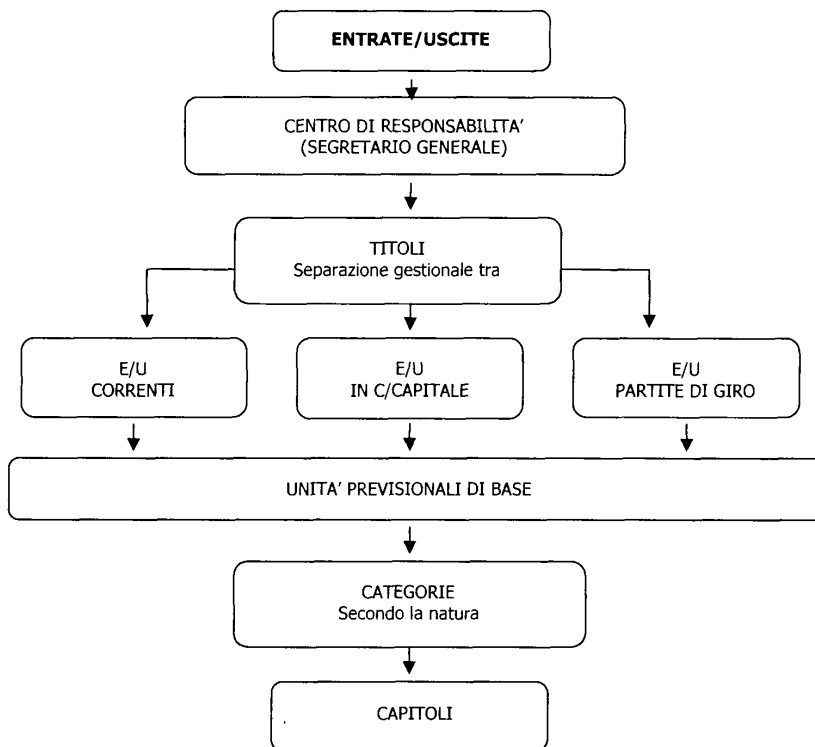 ENTRATE/USCITE
CENTRO DI RESPONSABILITA'
(SEGRETARIO GENERALE)
TITOLI
Separazione gestionale tra
E/U
CORRENTI
E/U
IN C/CAPITALE
E/U
PARTITE DI GIRO
UNITA' PREVISIONALI DI BASE
CATEGORIE
Secondo la natura
CAPITOLI